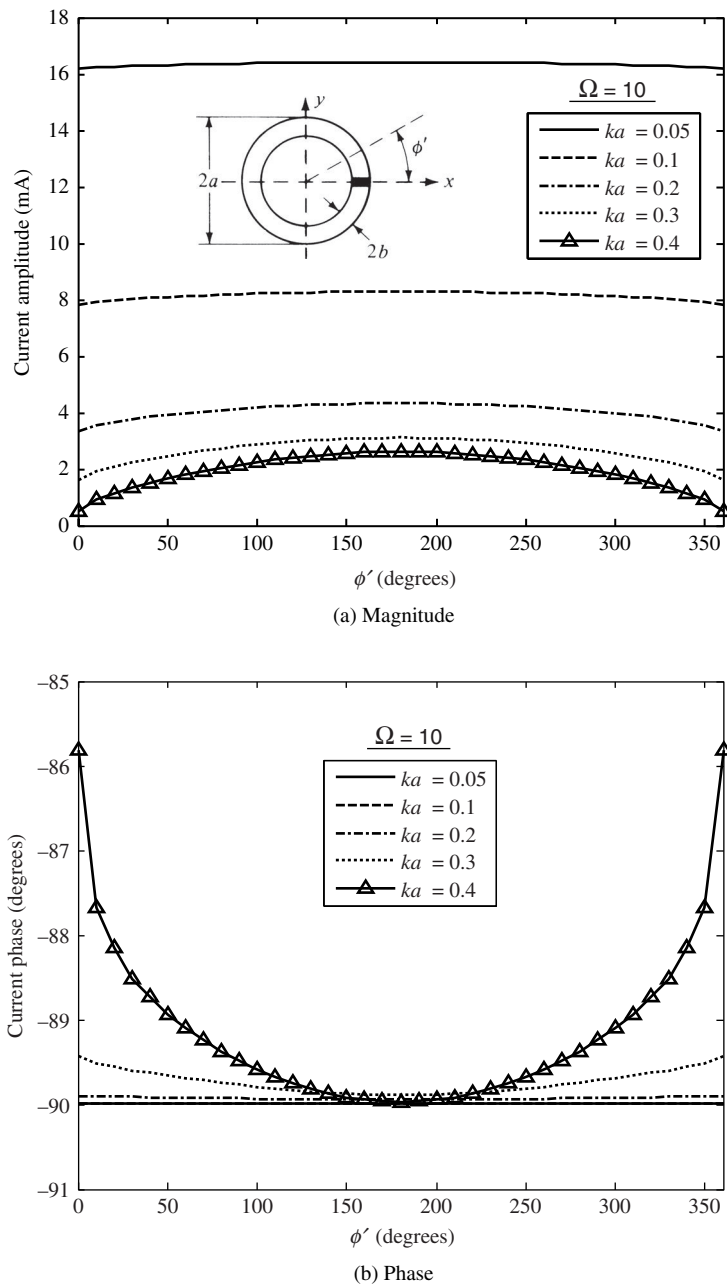 18
16
14
12
10
8
6
4
2
0
Current amplitude (mA)
y
ϕ′
2a
x
2b
Ω = 10
ka = 0.05
ka = 0.1
ka = 0.2
ka = 0.3
ka = 0.4
0 50 100 150 200 250 300 350
ϕ′ (degrees)
(a) Magnitude
–85
–86
–87
–88
–89
–90
–91
Current phase (degrees)
Ω = 10
ka = 0.05
ka = 0.1
ka = 0.2
ka = 0.3
ka = 0.4
0 50 100 150 200 250 300 350
ϕ′ (degrees)
(b) Phase